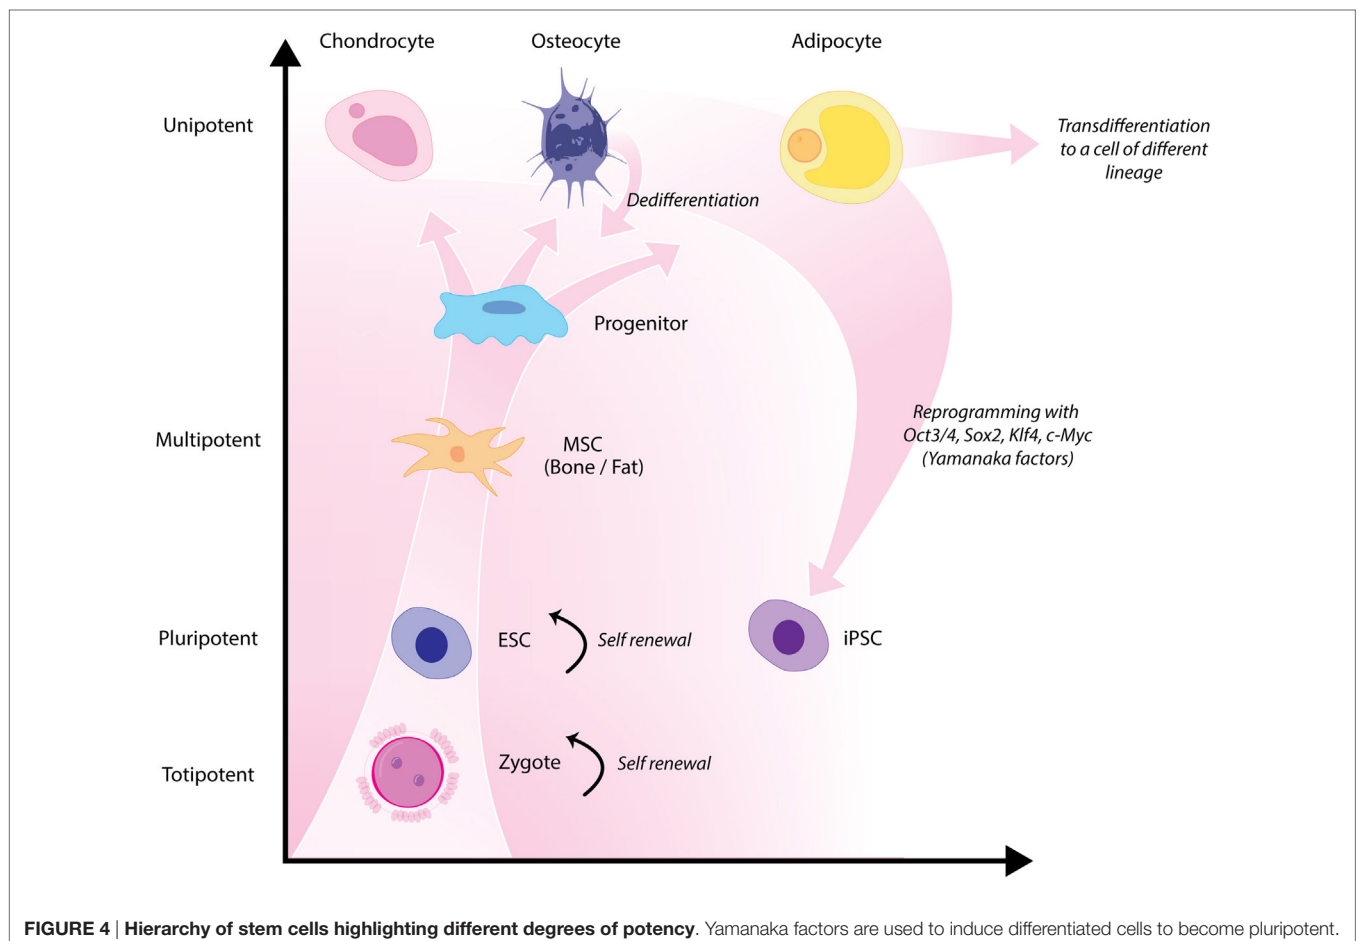 Chondrocyte
Osteocyte
Adipocyte
Unipotent
Transdifferentiation
to a cell of different
lineage
Dedifferentiation
Progenitor
Multipotent
MSC
(Bone / Fat)
Reprogramming with
Oct3/4, Sox2, Klf4, c-Myc
(Yamanaka factors)
Pluripotent
ESC
Self renewal
iPSC
Totipotent
Zygote
Self renewal
FIGURE 4 | Hierarchy of stem cells highlighting different degrees of potency. Yamanaka factors are used to induce differentiated cells to become pluripotent.